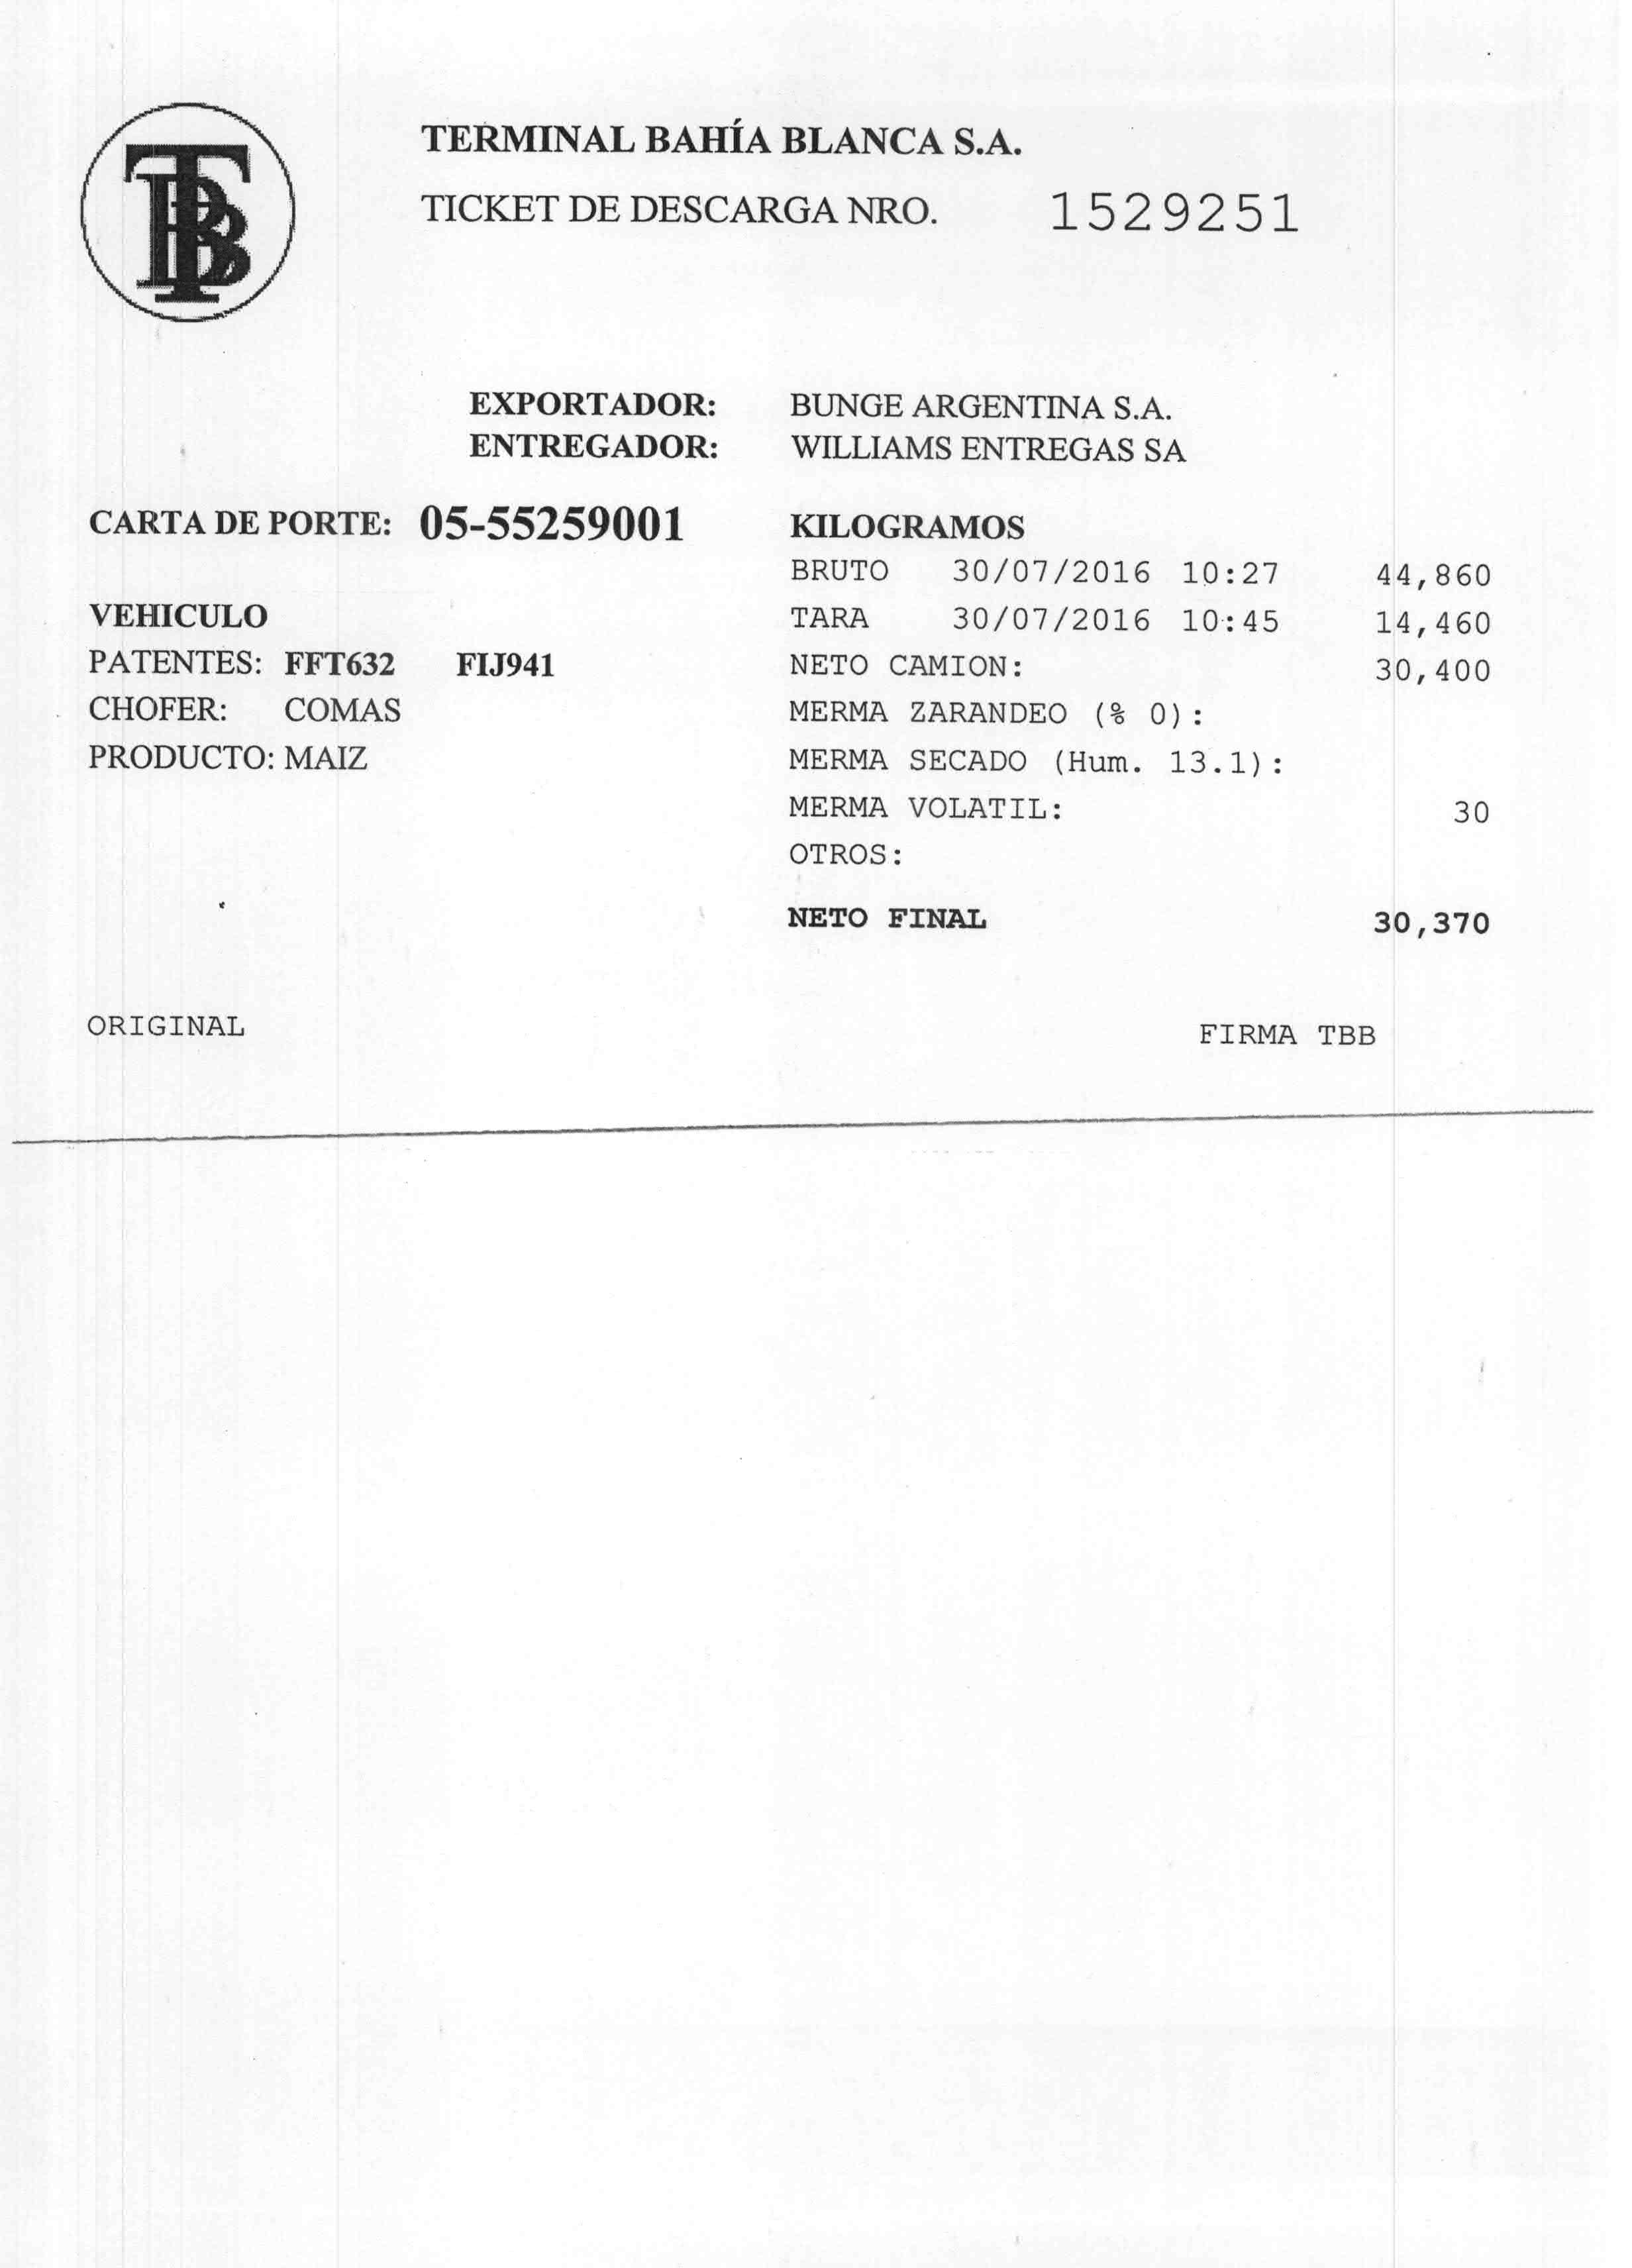 TBB
TERMINAL BAHÍA BLANCA S.A.
TICKET DE DESCARGA NRO. 1529251
EXPORTADOR: BUNGE ARGENTINA S.A.
ENTREGADOR: WILLIAMS ENTREGAS SA
CARTA DE PORTE: 05-55259001
VEHICULO
PATENTES: FFT632 FIJ941
CHOFER: COMAS
PRODUCTO: MAIZ
KILOGRAMOS
BRUTO 30/07/2016 10:27 44,860
TARA 30/07/2016 10:45 14,460
NETO CAMION: 30,400
MERMA ZARANDEO (% 0):
MERMA SECADO (Hum. 13.1):
MERMA VOLATIL: 30
OTROS:
NETO FINAL 30,370
ORIGINAL
FIRMA TBB